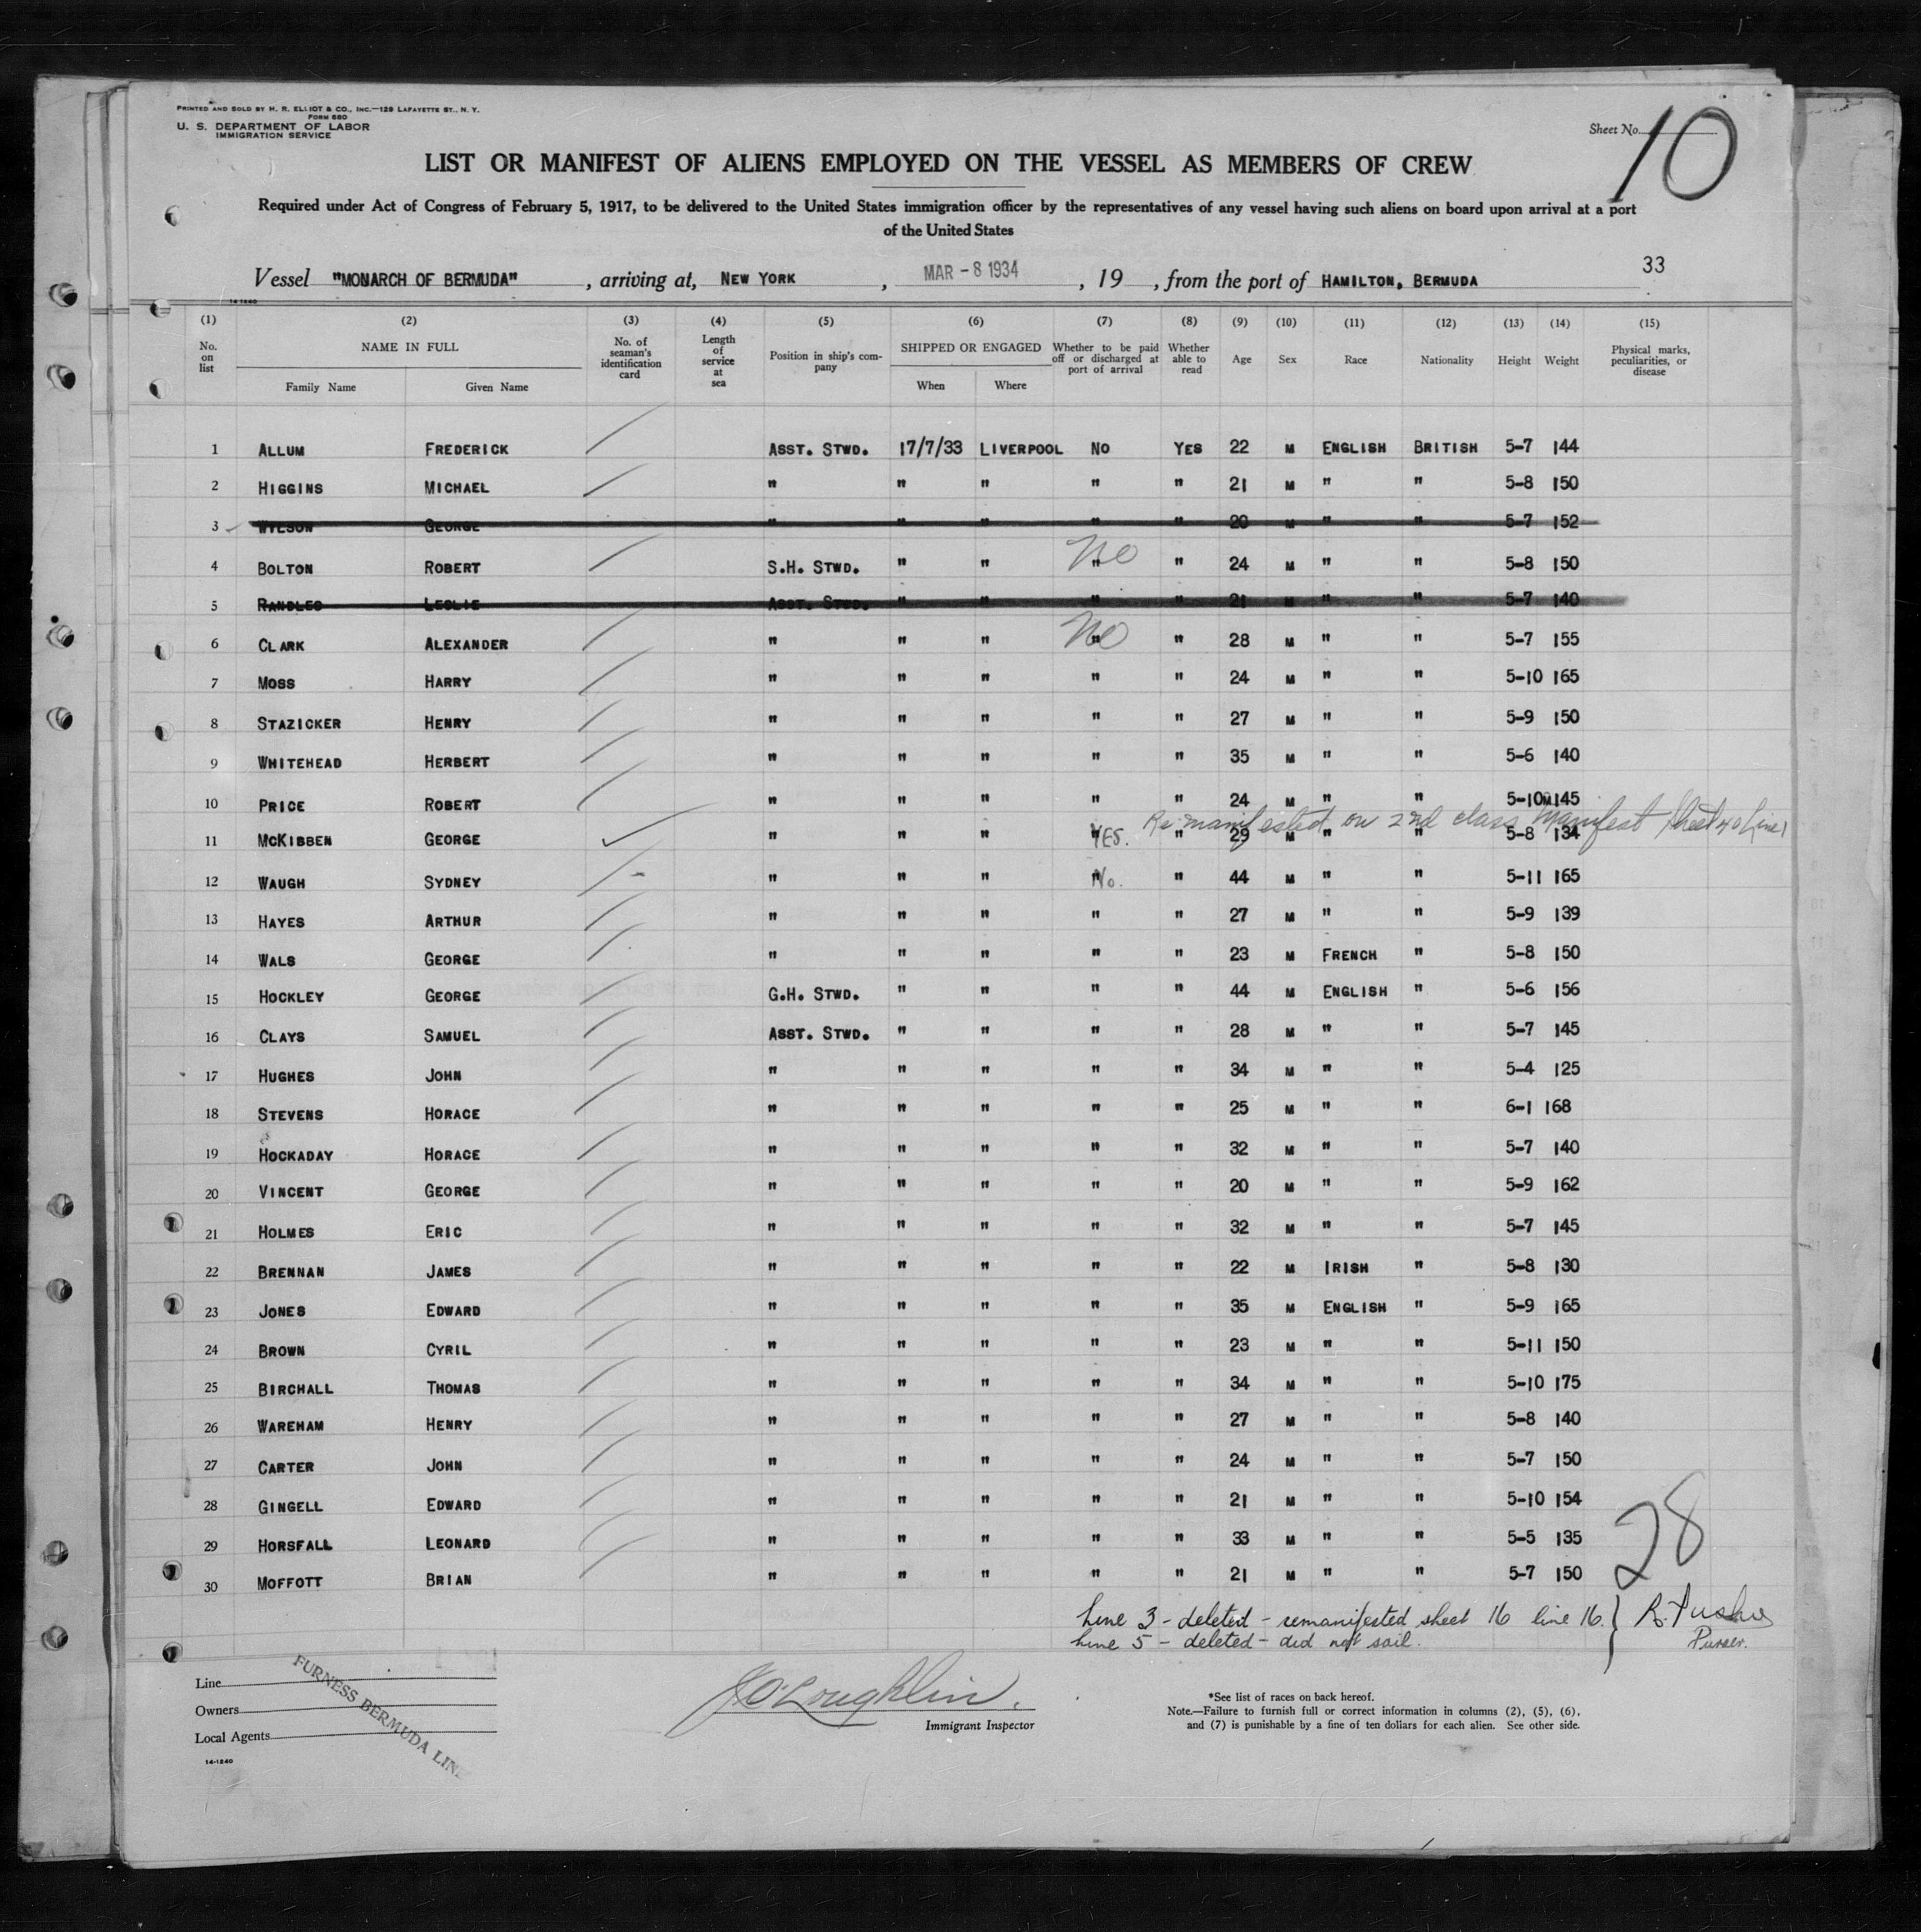 PRINTED AND SOLD BY H. R. ELLIOT & CO., INC.—129 LAFAYETTE ST., N. Y.
FORM 680
U. S. DEPARTMENT OF LABOR
IMMIGRATION SERVICE
Sheet No. 10
LIST OR MANIFEST OF ALIENS EMPLOYED ON THE VESSEL AS MEMBERS OF CREW
Required under Act of Congress of February 5, 1917, to be delivered to the United States immigration officer by the representatives of any vessel having such aliens on board upon arrival at a port
of the United States
33
Vessel "MONARCH OF BERMUDA", arriving at, NEW YORK, MAR - 8 1934, 19 , from the port of HAMILTON, BERMUDA
14-1240
(1) (2) (3) (4) (5) (6) (7) (8) (9) (10) (11) (12) (13) (14) (15)
No. on list NAME IN FULL Family Name Given Name No. of seaman's identification card Length of service at sea Position in ship's company SHIPPED OR ENGAGED When Where Whether to be paid off or discharged at port of arrival Whether able to read Age Sex Race Nationality Height Weight Physical marks, peculiarities, or disease
1 ALLUM FREDERICK ASST. STWD. 17/7/33 LIVERPOOL NO YES 22 M ENGLISH BRITISH 5-7 144
2 HIGGINS MICHAEL " " " " " 21 M " " 5-8 150
3 WYLSON GEORGE " " " " " 20 M " " 5-7 152
4 BOLTON ROBERT S.H. STWD. " " " No " 24 M " " 5-8 150
5 RANDLES LESLIE ASST. STWD. " " " " 21 M " " 5-7 140
6 CLARK ALEXANDER " " " " No " 28 M " " 5-7 155
7 MOSS HARRY " " " " " 24 M " " 5-10 165
8 STAZICKER HENRY " " " " " 27 M " " 5-9 150
9 WHITEHEAD HERBERT " " " " " 35 M " " 5-6 140
10 PRICE ROBERT " " " " " 24 M " " 5-10 145
Re-manifested on 2nd class Manifest sheet 40 Line 1
11 MCKIBBEN GEORGE " " " " YES. " 29 M " " 5-8 134
12 WAUGH SYDNEY " " " " No. " 44 M " " 5-11 165
13 HAYES ARTHUR " " " " " 27 M " " 5-9 139
14 WALS GEORGE " " " " " 23 M FRENCH " 5-8 150
15 HOCKLEY GEORGE G.H. STWD. " " " " 44 M ENGLISH " 5-6 156
16 CLAYS SAMUEL ASST. STWD. " " " " 28 M " " 5-7 145
17 HUGHES JOHN " " " " " 34 M " " 5-4 125
18 STEVENS HORACE " " " " " 25 M " " 6-1 168
19 HOCKADAY HORACE " " " " " 32 M " " 5-7 140
20 VINCENT GEORGE " " " " " 20 M " " 5-9 162
21 HOLMES ERIC " " " " " 32 M " " 5-7 145
22 BRENNAN JAMES " " " " " 22 M IRISH " 5-8 130
23 JONES EDWARD " " " " " 35 M ENGLISH " 5-9 165
24 BROWN CYRIL " " " " " 23 M " " 5-11 150
25 BIRCHALL THOMAS " " " " " 34 M " " 5-10 175
26 WAREHAM HENRY " " " " " 27 M " " 5-8 140
27 CARTER JOHN " " " " " 24 M " " 5-7 150
28 GINGELL EDWARD " " " " " 21 M " " 5-10 154
29 HORSFALL LEONARD " " " " " 33 M " " 5-5 135
30 MOFFOTT BRIAN " " " " " 21 M " " 5-7 150
28
Line 3 - deleted - remanifested sheet 16 line 16.
Line 5 - deleted - did not sail.
Purser.
Line
Owners
Local Agents
FURNESS BERMUDA LINE
14-1240
J O'Loughlin.
Immigrant Inspector
*See list of races on back hereof.
Note.—Failure to furnish full or correct information in columns (2), (5), (6),
and (7) is punishable by a fine of ten dollars for each alien. See other side.